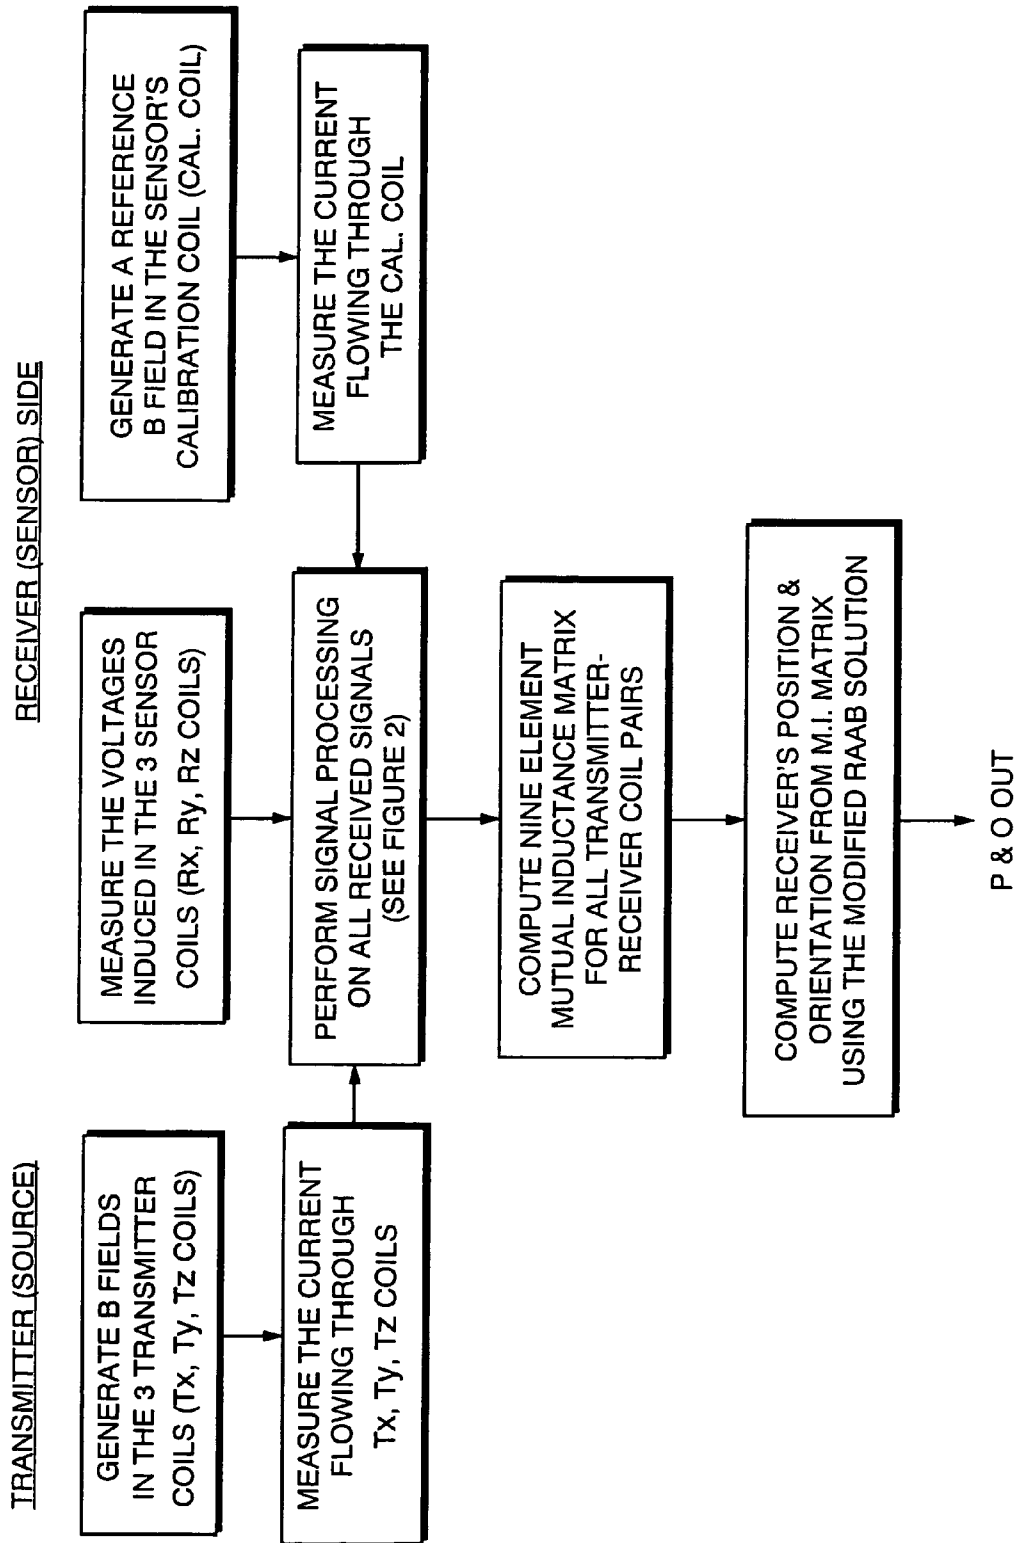 TRANSMITTER (SOURCE)
GENERATE B FIELDS
IN THE 3 TRANSMITTER
COILS (Tx, Ty, Tz COILS)
MEASURE THE CURRENT
FLOWING THROUGH
Tx, Ty, Tz COILS
RECEIVER (SENSOR) SIDE
MEASURE THE VOLTAGES
INDUCED IN THE 3 SENSOR
COILS (Rx, Ry, Rz COILS)
GENERATE A REFERENCE
B FIELD IN THE SENSOR'S
CALIBRATION COIL (CAL. COIL)
MEASURE THE CURRENT
FLOWING THROUGH
THE CAL. COIL
PERFORM SIGNAL PROCESSING
ON ALL RECEIVED SIGNALS
(SEE FIGURE 2)
COMPUTE NINE ELEMENT
MUTUAL INDUCTANCE MATRIX
FOR ALL TRANSMITTER-
RECEIVER COIL PAIRS
COMPUTE RECEIVER'S POSITION &
ORIENTATION FROM M.I. MATRIX
USING THE MODIFIED RAAB SOLUTION
P & O OUT